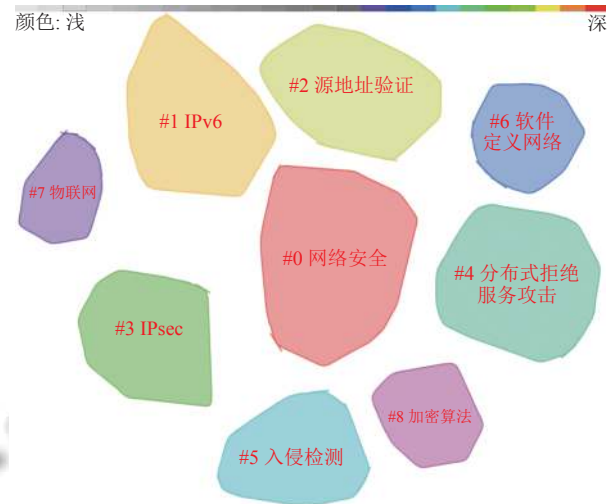 颜色: 浅
深
#1 IPv6
#2 源地址验证
#6 软件
定义网络
#7 物联网
#0 网络安全
#4 分布式拒绝
服务攻击
#3 IPsec
#8 加密算法
#5 入侵检测